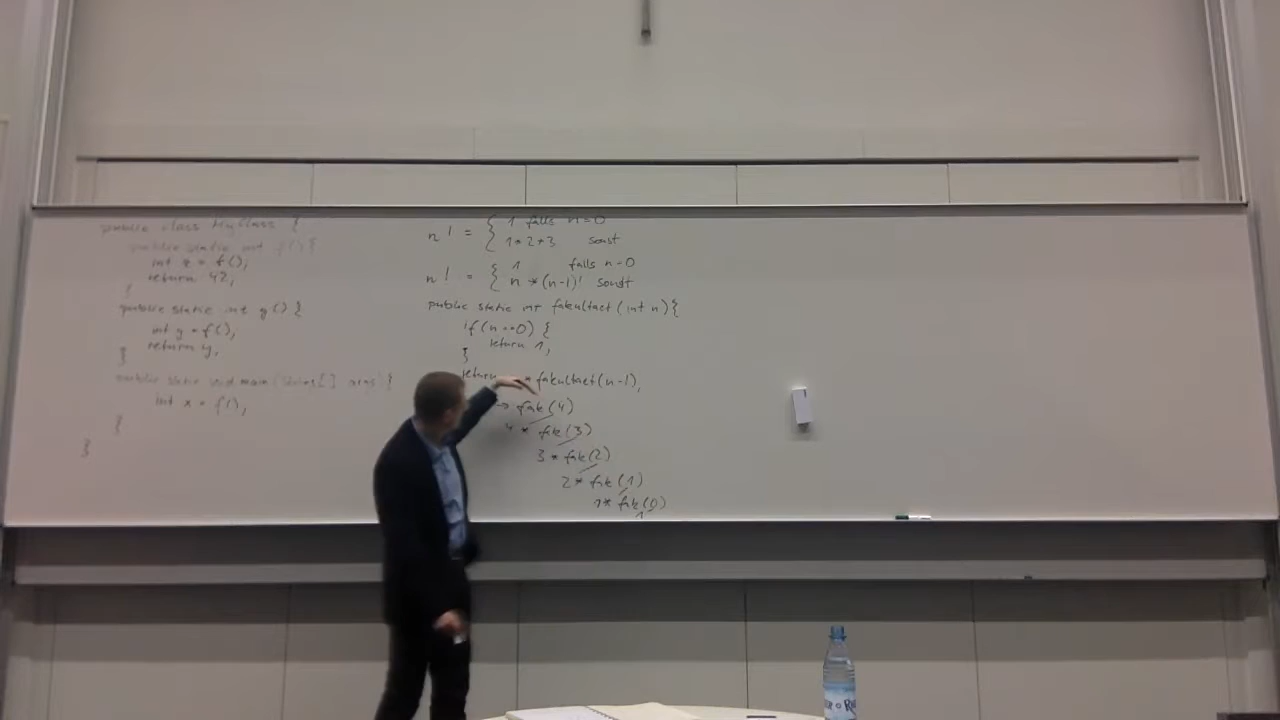 public class MyClass {
public static int f() {
int z = f();
return 42;
}
public static int g() {
int y = f();
return y;
}
public static void main(String[] args) {
int x = f();
}
}
n! = { 1 falls n=0
1*2*3 sonst
n! = { 1 falls n=0
n*(n-1)! sonst
public static int fakultaet(int n) {
if (n==0) {
return 1;
}
return * fakultaet(n-1);
→ fak(4)
4 * fak(3)
3 * fak(2)
2 * fak(1)
1 * fak(0)
1